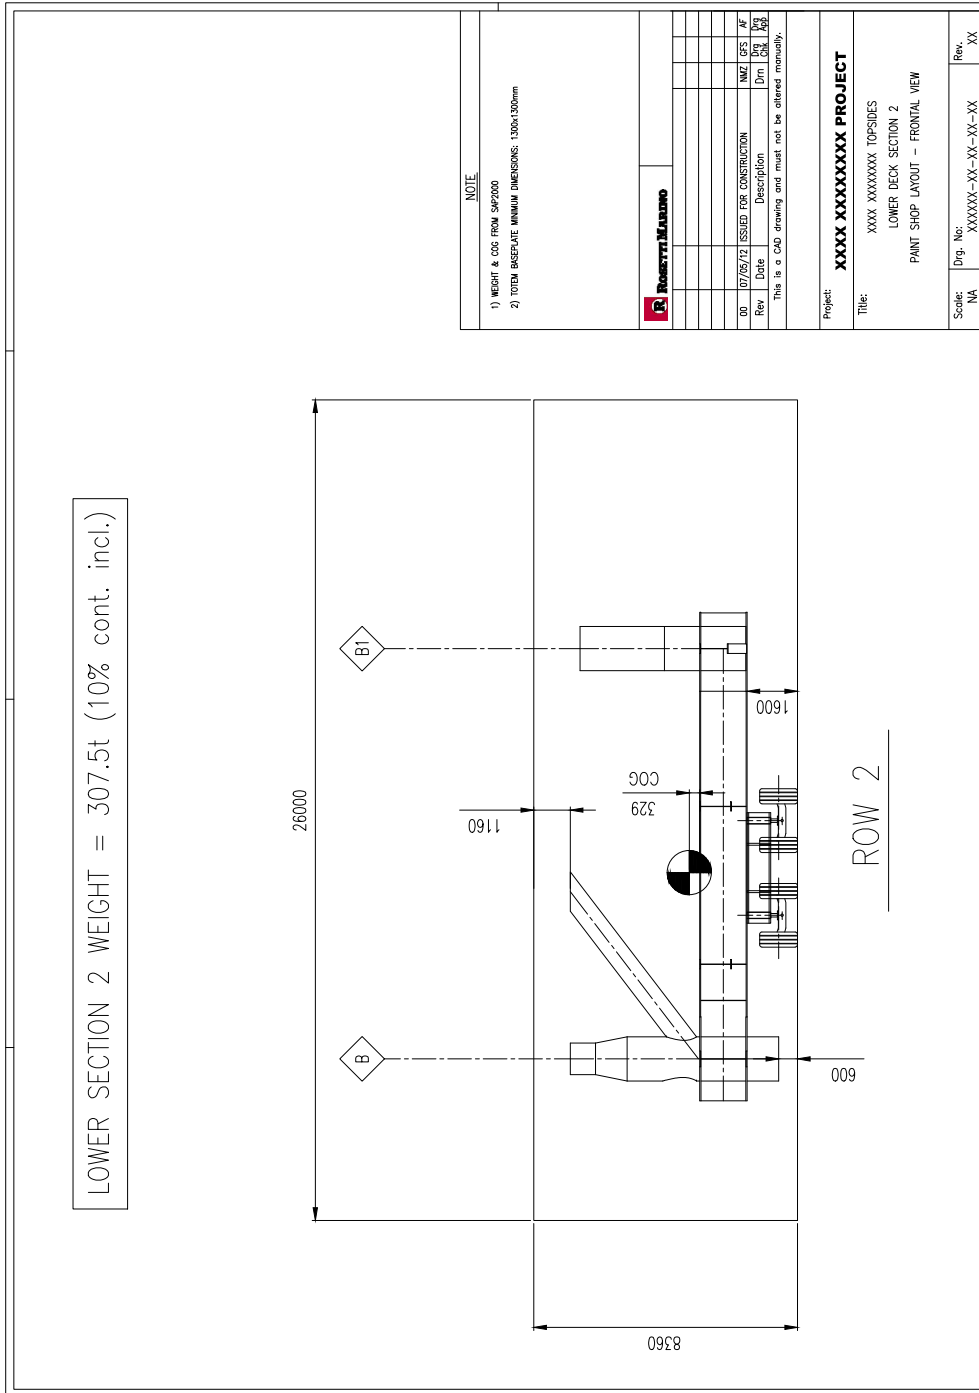 LOWER SECTION 2 WEIGHT = 307.5t (10% cont. incl.)
26000
8360
B
B1
1160
329
COG
1600
600
ROW 2
NOTE
1) WEIGHT & COG FROM SAP2000
2) TOTEM BASEPLATE MINIMUM DIMENSIONS: 1300x1300mm
R ROSETTI MARINO
00 07/05/12 ISSUED FOR CONSTRUCTION NMZ GFS AF
Rev Date Description Drn Drg Chk Drg App
This is a CAD drawing and must not be altered manually.
Project:
XXXX XXXXXXXX PROJECT
Title:
XXXX XXXXXXXX TOPSIDES
LOWER DECK SECTION 2
PAINT SHOP LAYOUT - FRONTAL VIEW
Scale: Drg. No: Rev.
NA XXXXXX-XX-XX-XX-XX XX